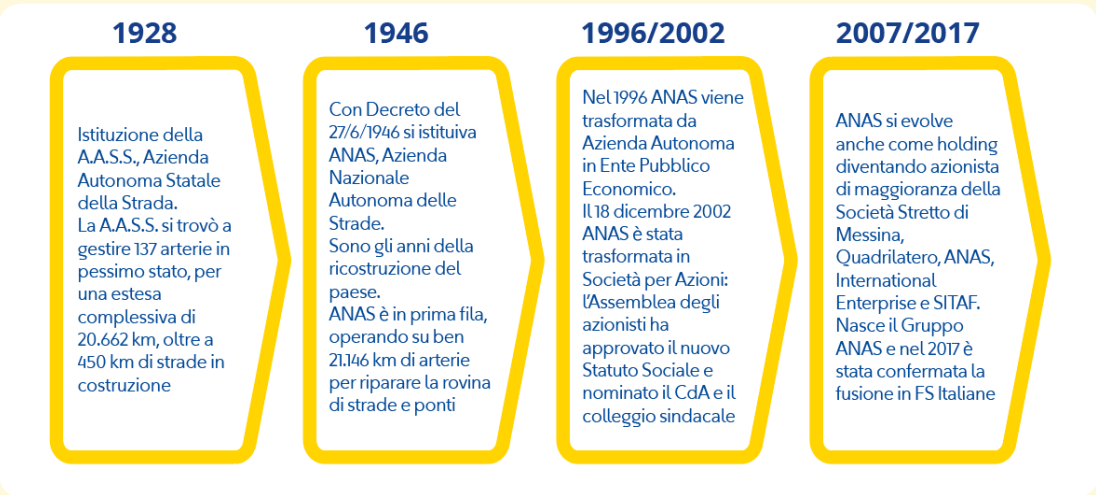 1928
Istituzione della
A.A.S.S., Azienda
Autonoma Statale
della Strada.
La A.A.S.S. si trovò a
gestire 137 arterie in
pessimo stato, per
una estesa
complessiva di
20.662 km, oltre a
450 km di strade in
costruzione
1946
Con Decreto del
27/6/1946 si istituiva
ANAS, Azienda
Nazionale
Autonoma delle
Strade.
Sono gli anni della
ricostruzione del
paese.
ANAS è in prima fila,
operando su ben
21.146 km di arterie
per riparare la rovina
di strade e ponti
1996/2002
Nel 1996 ANAS viene
trasformata da
Azienda Autonoma
in Ente Pubblico
Economico.
Il 18 dicembre 2002
ANAS è stata
trasformata in
Società per Azioni:
l'Assemblea degli
azionisti ha
approvato il nuovo
Statuto Sociale e
nominato il CdA e il
colleggio sindacale
2007/2017
ANAS si evolve
anche come holding
diventando azionista
di maggioranza della
Società Stretto di
Messina,
Quadrilatero, ANAS,
International
Enterprise e SITAF.
Nasce il Gruppo
ANAS e nel 2017 è
stata confermata la
fusione in FS Italiane